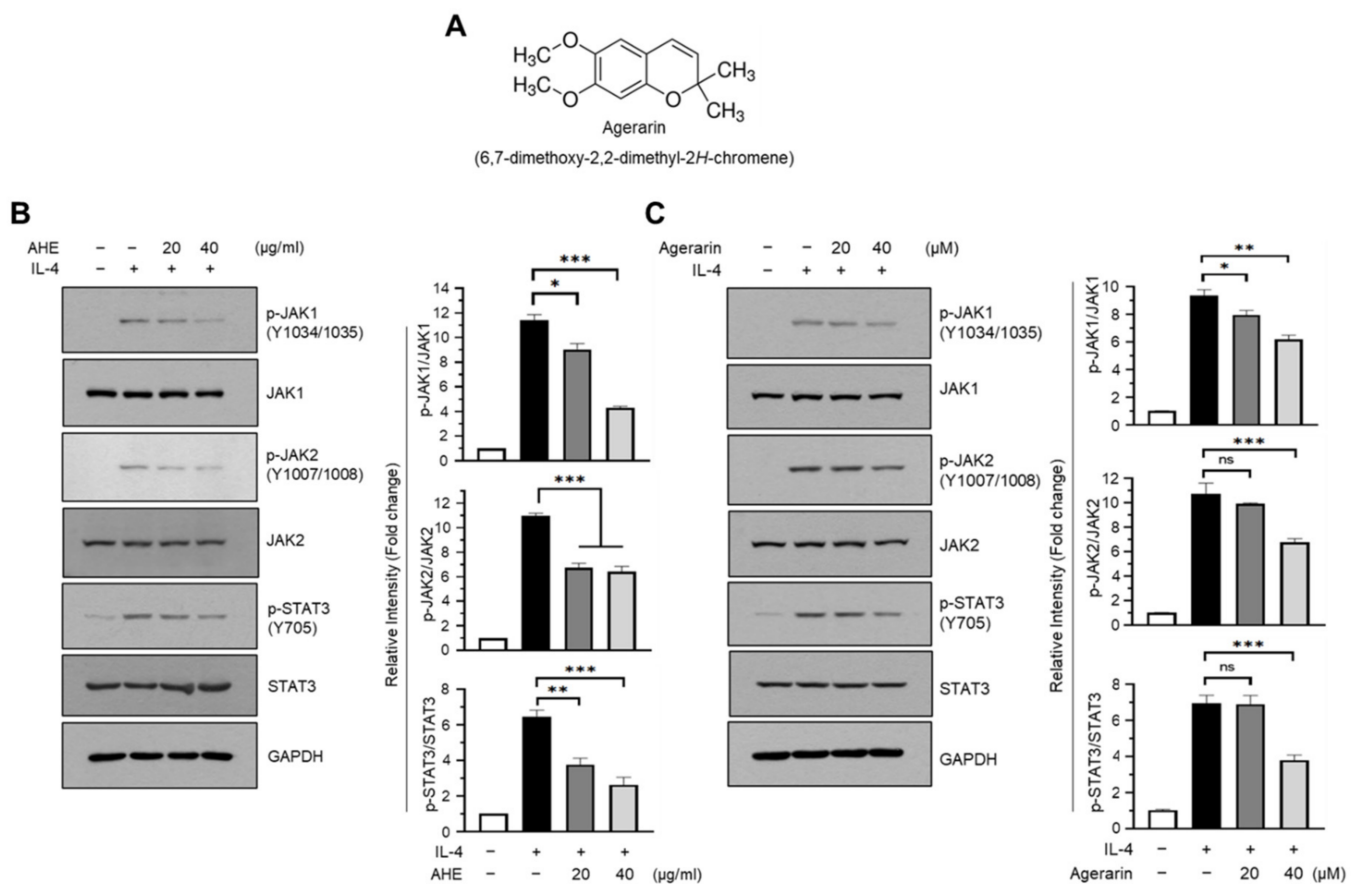 A
H₃C
O
H₃C
O
O
CH₃
CH₃
Agerarin
(6,7-dimethoxy-2,2-dimethyl-2H-chromene)
B
AHE – – 20 40 (µg/ml)
IL-4 – + + +
p-JAK1
(Y1034/1035)
JAK1
p-JAK2
(Y1007/1008)
JAK2
p-STAT3
(Y705)
STAT3
GAPDH
Relative Intensity (Fold change)
p-JAK1/JAK1
14
12
10
8
6
4
2
0
*
***
p-JAK2/JAK2
12
10
8
6
4
2
0
***
p-STAT3/STAT3
8
6
4
2
0
**
***
IL-4 – + + +
AHE – – 20 40 (µg/ml)
C
Agerarin – – 20 40 (µM)
IL-4 – + + +
p-JAK1
(Y1034/1035)
JAK1
p-JAK2
(Y1007/1008)
JAK2
p-STAT3
(Y705)
STAT3
GAPDH
Relative Intensity (Fold change)
p-JAK1/JAK1
10
8
6
4
2
0
*
**
p-JAK2/JAK2
12
10
8
6
4
2
0
ns
***
p-STAT3/STAT3
8
6
4
2
0
ns
***
IL-4 – + + +
Agerarin – – 20 40 (µM)